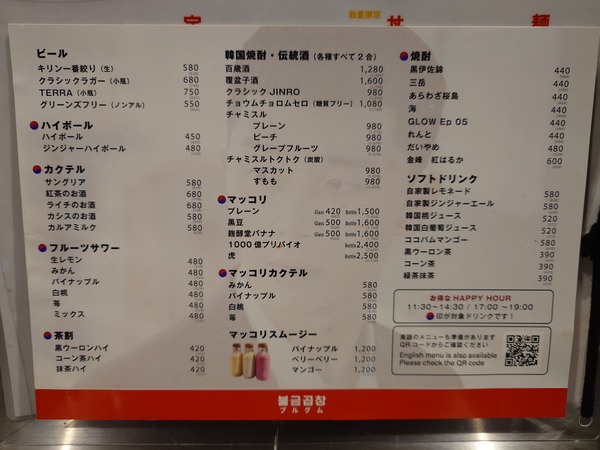 数量限定
定
丼
麺
ビール
キリン一番絞り（生） 580
クラシックラガー（小瓶） 680
TERRA（小瓶） 750
グリーンズフリー（ノンアル） 550
ハイボール
ハイボール 450
ジンジャーハイボール 480
カクテル
サングリア 580
紅茶のお酒 680
ライチのお酒 680
カシスのお酒 580
カルアミルク 580
フルーツサワー
生レモン 480
みかん 480
パイナップル 480
白桃 480
苺 480
ミックス 480
茶割
黒ウーロンハイ 420
コーン茶ハイ 420
抹茶ハイ 420
韓国焼酎・伝統酒（各種すべて2合）
百歳酒 1,280
覆盆子酒 1,600
クラシック JINRO 980
チョウムチョロムセロ（糖質フリー） 1,080
チャミスル
プレーン 980
ピーチ 980
グレープフルーツ 980
チャミスルトクトク（炭酸）
マスカット 980
すもも 980
マッコリ
プレーン Glass 420 Bottle 1,500
黒豆 Glass 500 Bottle 1,600
麹醇堂バナナ Glass 500 Bottle 1,600
1000億プリバイオ Bottle 2,400
虎 Bottle 2,500
マッコリカクテル
みかん 580
パイナップル 580
白桃 580
苺 580
マッコリスムージー
パイナップル 1,200
ベリーベリー 1,200
マンゴー 1,200
焼酎
黒伊佐錦 440
三岳 440
あらわざ桜島 440
海 440
GLOW Ep 05 440
れんと 440
だいやめ 480
金峰 紅はるか 600
ソフトドリンク
自家製レモネード 580
自家製ジンジャーエール 580
韓国桃ジュース 520
韓国白葡萄ジュース 520
ココパムマンゴー 580
黒ウーロン茶 390
コーン茶 390
緑茶抹茶 390
お得な HAPPY HOUR
11:30～14:30 / 17:00 ～19:00
印が対象ドリンクです！
英語のメニューも準備があります
QRコードからご確認ください
English menu is also available
Please check the QR code
불금곱창
プルグム